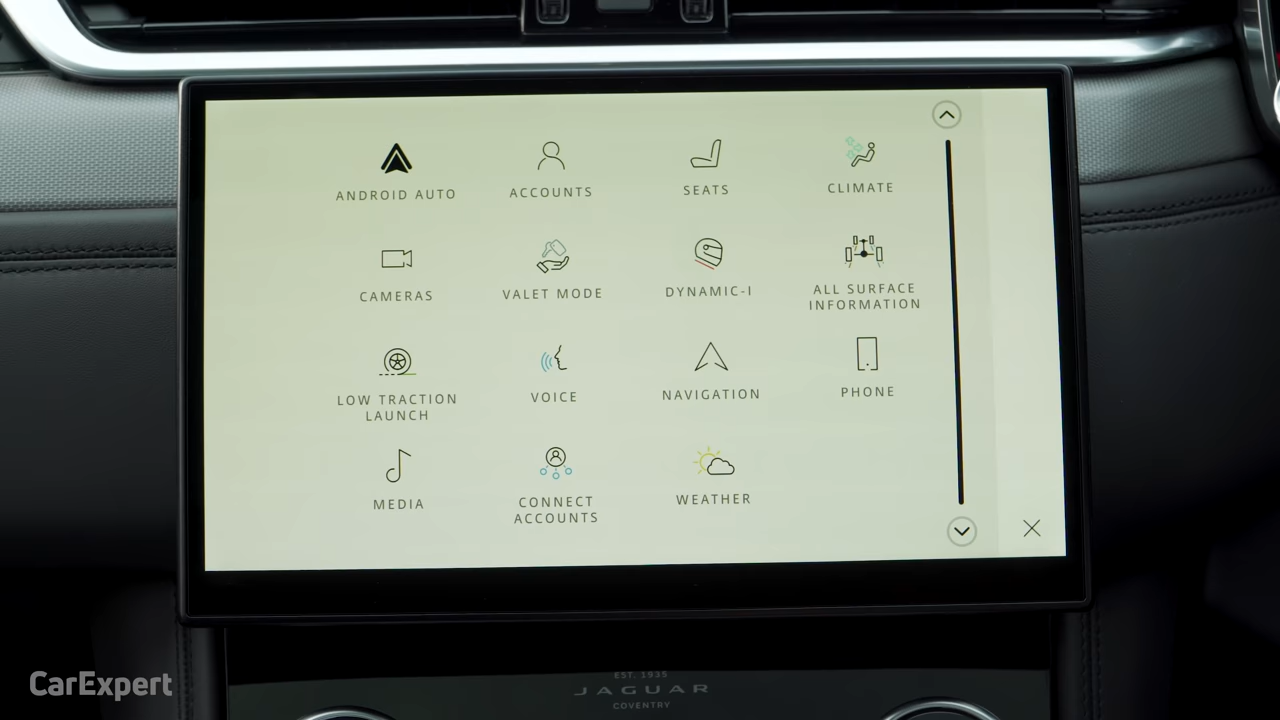 ANDROID AUTO
ACCOUNTS
SEATS
CLIMATE
CAMERAS
VALET MODE
DYNAMIC-I
ALL SURFACE
INFORMATION
LOW TRACTION
LAUNCH
VOICE
NAVIGATION
PHONE
MEDIA
CONNECT
ACCOUNTS
WEATHER
EST. 1935
JAGUAR
COVENTRY
CarExpert